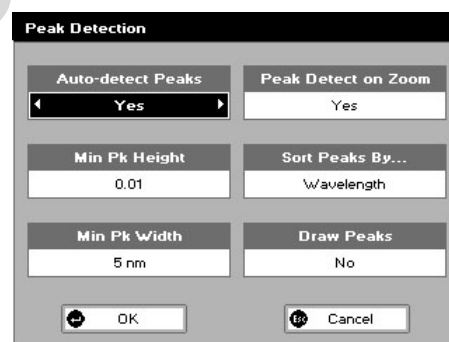 Peak Detection
Auto-detect Peaks
Yes
Peak Detect on Zoom
Yes
Min Pk Height
0.01
Sort Peaks By...
Wavelength
Min Pk Width
5 nm
Draw Peaks
No
OK
Esc Cancel